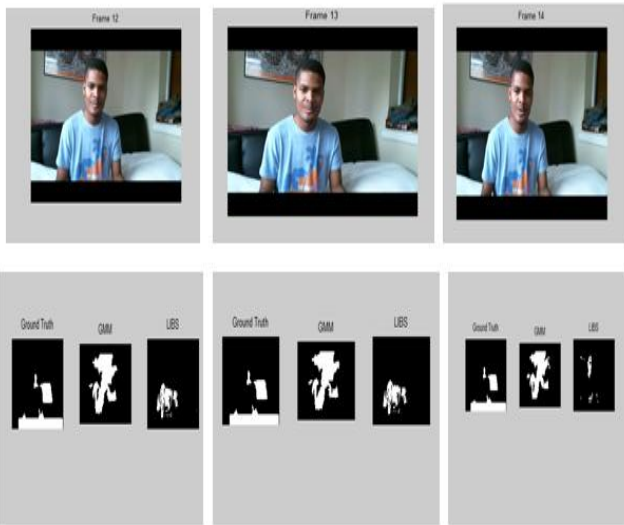 Frame 12
Frame 13
Frame 14
Ground Truth
GMM
LIBS
Ground Truth
GMM
LIBS
Ground Truth
GMM
LIBS